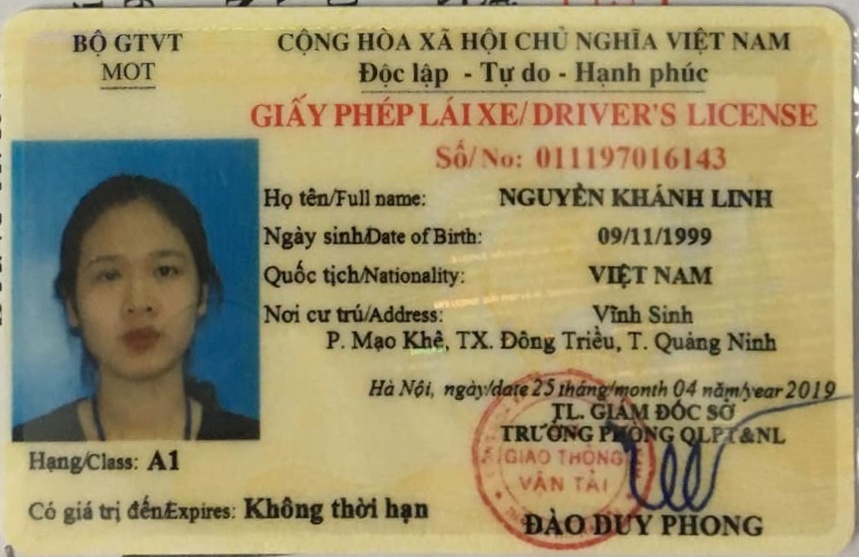 BỘ GTVT
MOT
CỘNG HÒA XÃ HỘI CHỦ NGHĨA VIỆT NAM
Độc lập - Tự do - Hạnh phúc
GIẤY PHÉP LÁI XE/DRIVER'S LICENSE
Số/No: 011197016143
Họ tên/Full name: NGUYỄN KHÁNH LINH
Ngày sinh/Date of Birth: 09/11/1999
Quốc tịch/Nationality: VIỆT NAM
Nơi cư trú/Address: Vĩnh Sinh
P. Mạo Khê, TX. Đông Triều, T. Quảng Ninh
Hà Nội, ngày/date 25 tháng/month 04 năm/year 2019
TL. GIÁM ĐỐC SỞ
TRƯỞNG PHÒNG QLPT&NL
GIAO THÔNG
VẬN TẢI
ĐÀO DUY PHONG
Hạng/Class: A1
Có giá trị đến/Expires: Không thời hạn